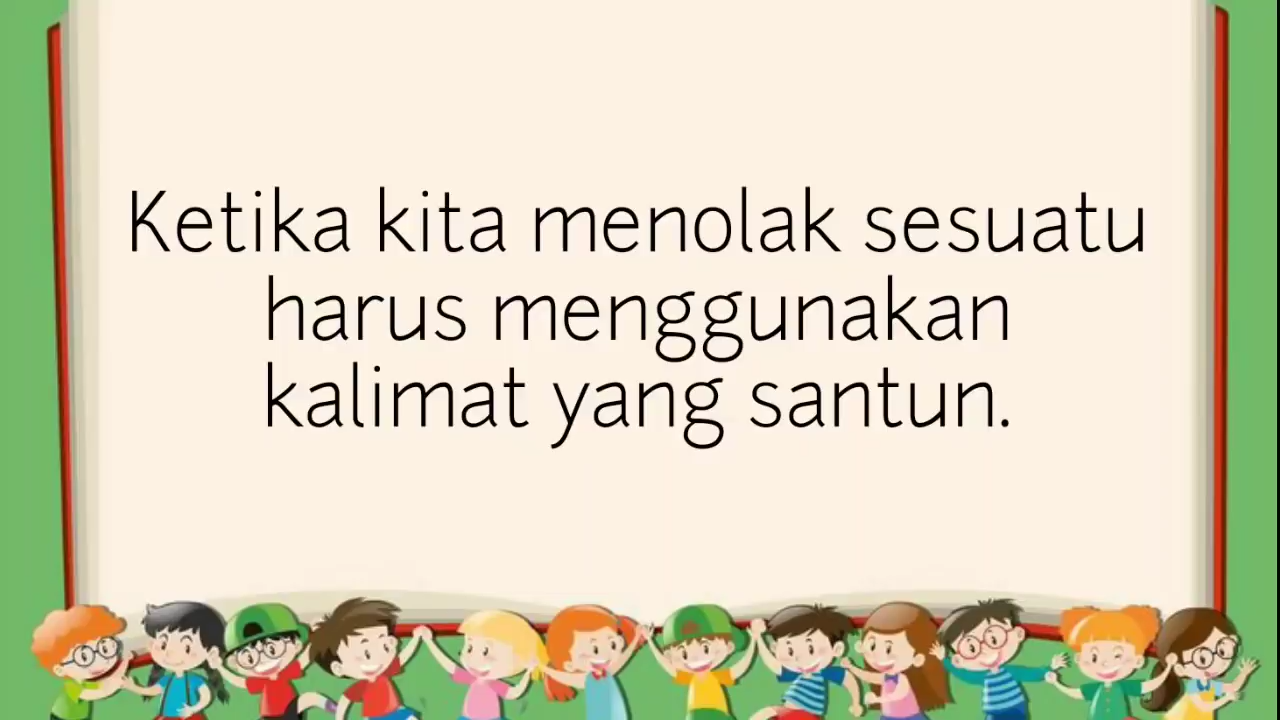 Ketika kita menolak sesuatu
harus menggunakan
kalimat yang santun.